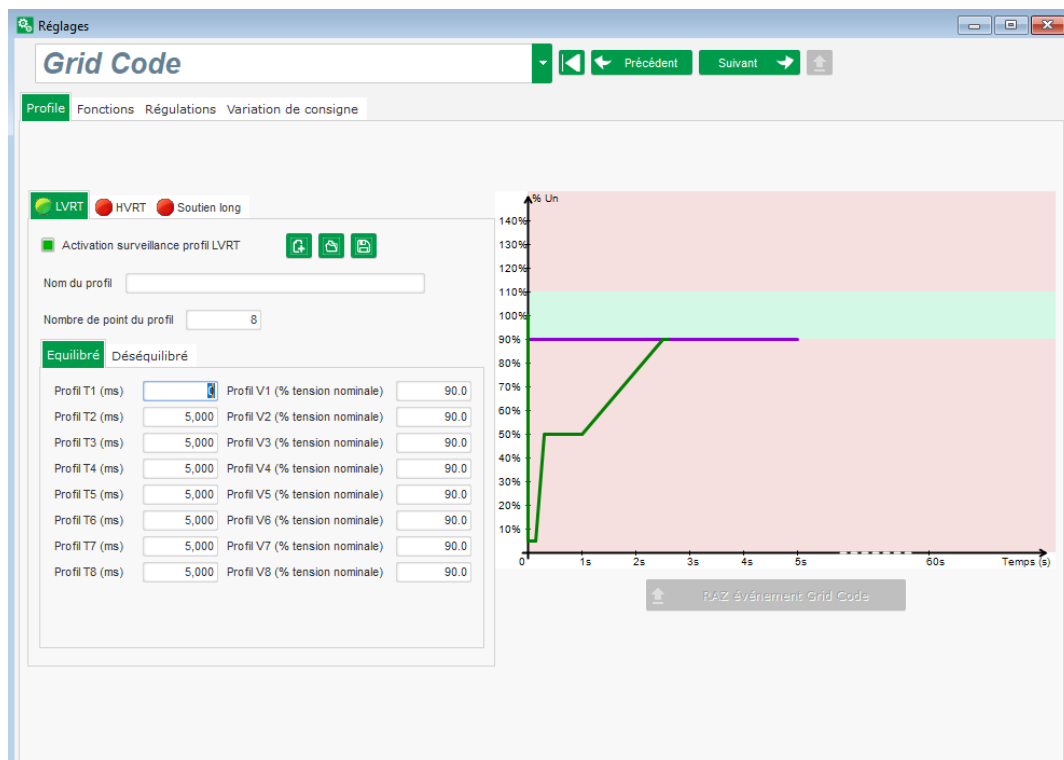 Réglages
Grid Code
Précédent
Suivant
Profile Fonctions Régulations Variation de consigne
LVRT HVRT Soutien long
Activation surveillance profil LVRT
Nom du profil
Nombre de point du profil 8
Equilibré Déséquilibré
Profil T1 (ms) 0 Profil V1 (% tension nominale) 90.0
Profil T2 (ms) 5,000 Profil V2 (% tension nominale) 90.0
Profil T3 (ms) 5,000 Profil V3 (% tension nominale) 90.0
Profil T4 (ms) 5,000 Profil V4 (% tension nominale) 90.0
Profil T5 (ms) 5,000 Profil V5 (% tension nominale) 90.0
Profil T6 (ms) 5,000 Profil V6 (% tension nominale) 90.0
Profil T7 (ms) 5,000 Profil V7 (% tension nominale) 90.0
Profil T8 (ms) 5,000 Profil V8 (% tension nominale) 90.0
% Un
140%
130%
120%
110%
100%
90%
80%
70%
60%
50%
40%
30%
20%
10%
0 1s 2s 3s 4s 5s 60s Temps (s)
RAZ événement Grid Code